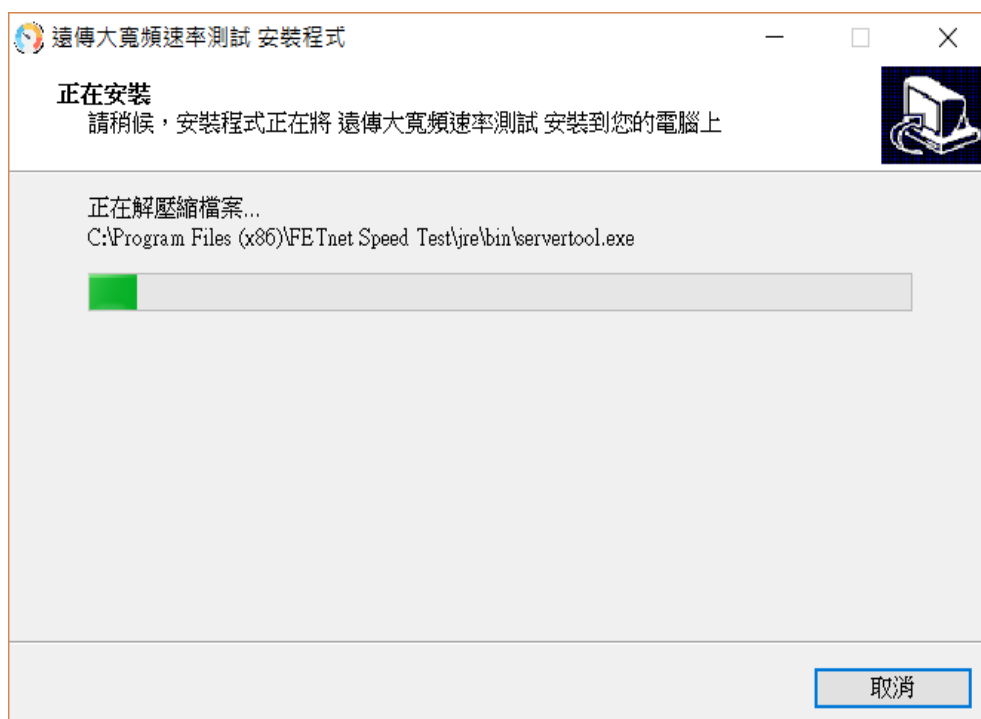 遠傳大寬頻速率測試 安裝程式
正在安裝
請稍候，安裝程式正在將 遠傳大寬頻速率測試 安裝到您的電腦上
正在解壓縮檔案...
C:\Program Files (x86)\FETnet Speed Test\jre\bin\servertool.exe
取消